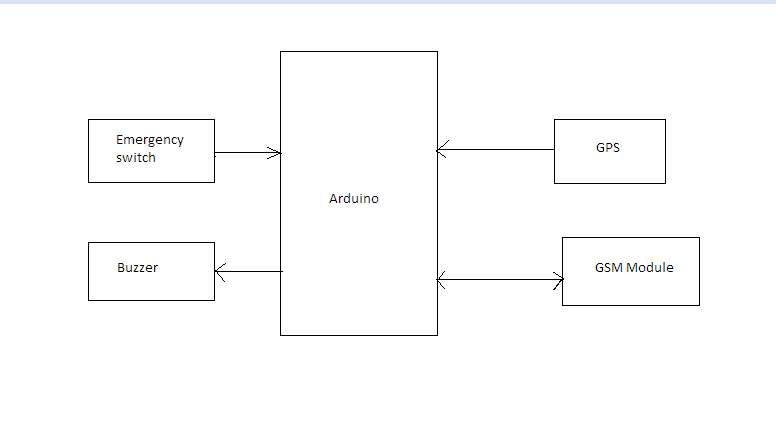 Emergency
switch
GPS
Arduino
Buzzer
GSM Module